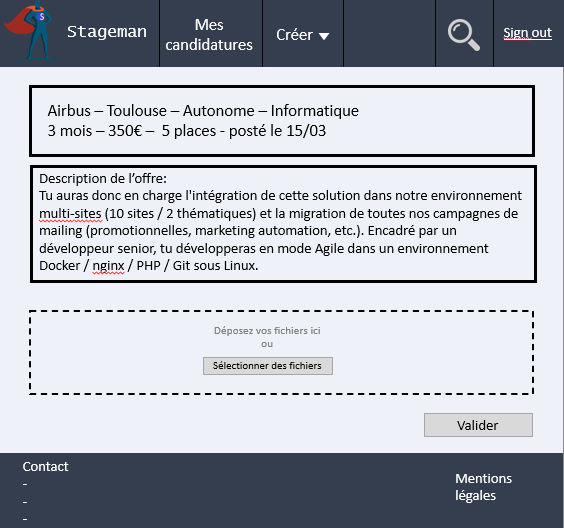 S
Stageman
Mes
candidatures
Créer
Sign out
Airbus – Toulouse – Autonome – Informatique
3 mois – 350€ –  5 places - posté le 15/03
Description de l’offre:
Tu auras donc en charge l'intégration de cette solution dans notre environnement
multi-sites (10 sites / 2 thématiques) et la migration de toutes nos campagnes de
mailing (promotionnelles, marketing automation, etc.). Encadré par un
développeur senior, tu développeras en mode Agile dans un environnement
Docker / nginx / PHP / Git sous Linux.
Déposez vos fichiers ici
ou
Sélectionner des fichiers
Valider
Contact
-
-
-
Mentions
légales